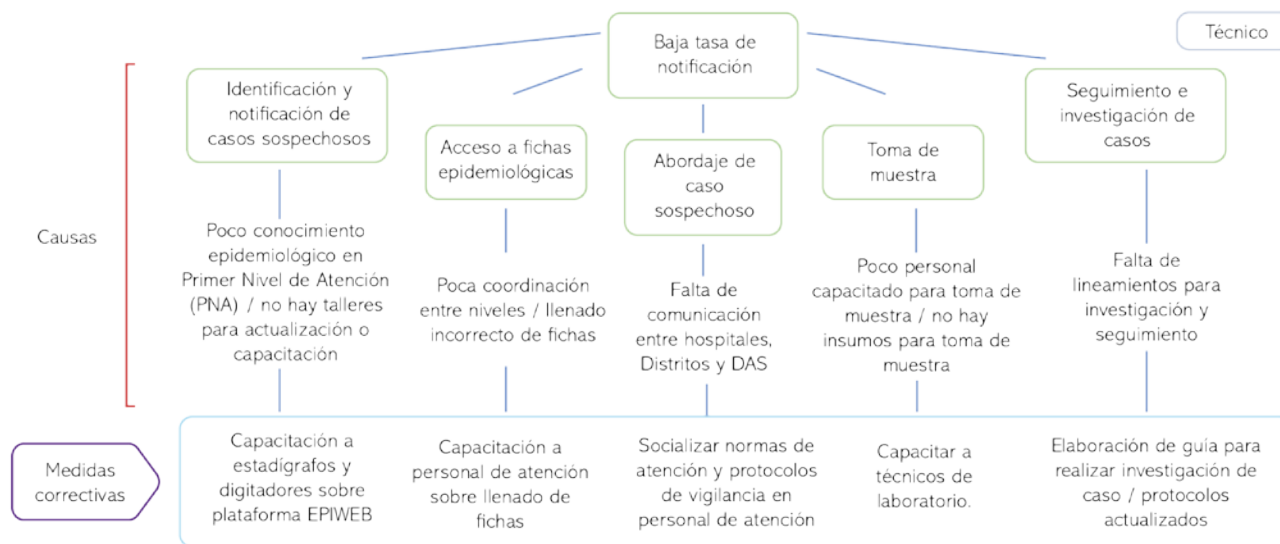 Baja tasa de
notificación
Técnico
Identificación y
notificación de
casos sospechosos
Acceso a fichas
epidemiológicas
Abordaje de
caso
sospechoso
Toma de
muestra
Seguimiento e
investigación de
casos
Causas
Poco conocimiento
epidemiológico en
Primer Nivel de Atención
(PNA) / no hay talleres
para actualización o
capacitación
Poca coordinación
entre niveles / llenado
incorrecto de fichas
Falta de
comunicación
entre hospitales,
Distritos y DAS
Poco personal
capacitado para toma de
muestra / no hay
insumos para toma de
muestra
Falta de
lineamientos para
investigación y
seguimiento
Medidas
correctivas
Capacitación a
estadígrafos y
digitadores sobre
plataforma EPIWEB
Capacitación a
personal de atención
sobre llenado de
fichas
Socializar normas de
atención y protocolos
de vigilancia en
personal de atención
Capacitar a
técnicos de
laboratorio.
Elaboración de guía para
realizar investigación de
caso / protocolos
actualizados